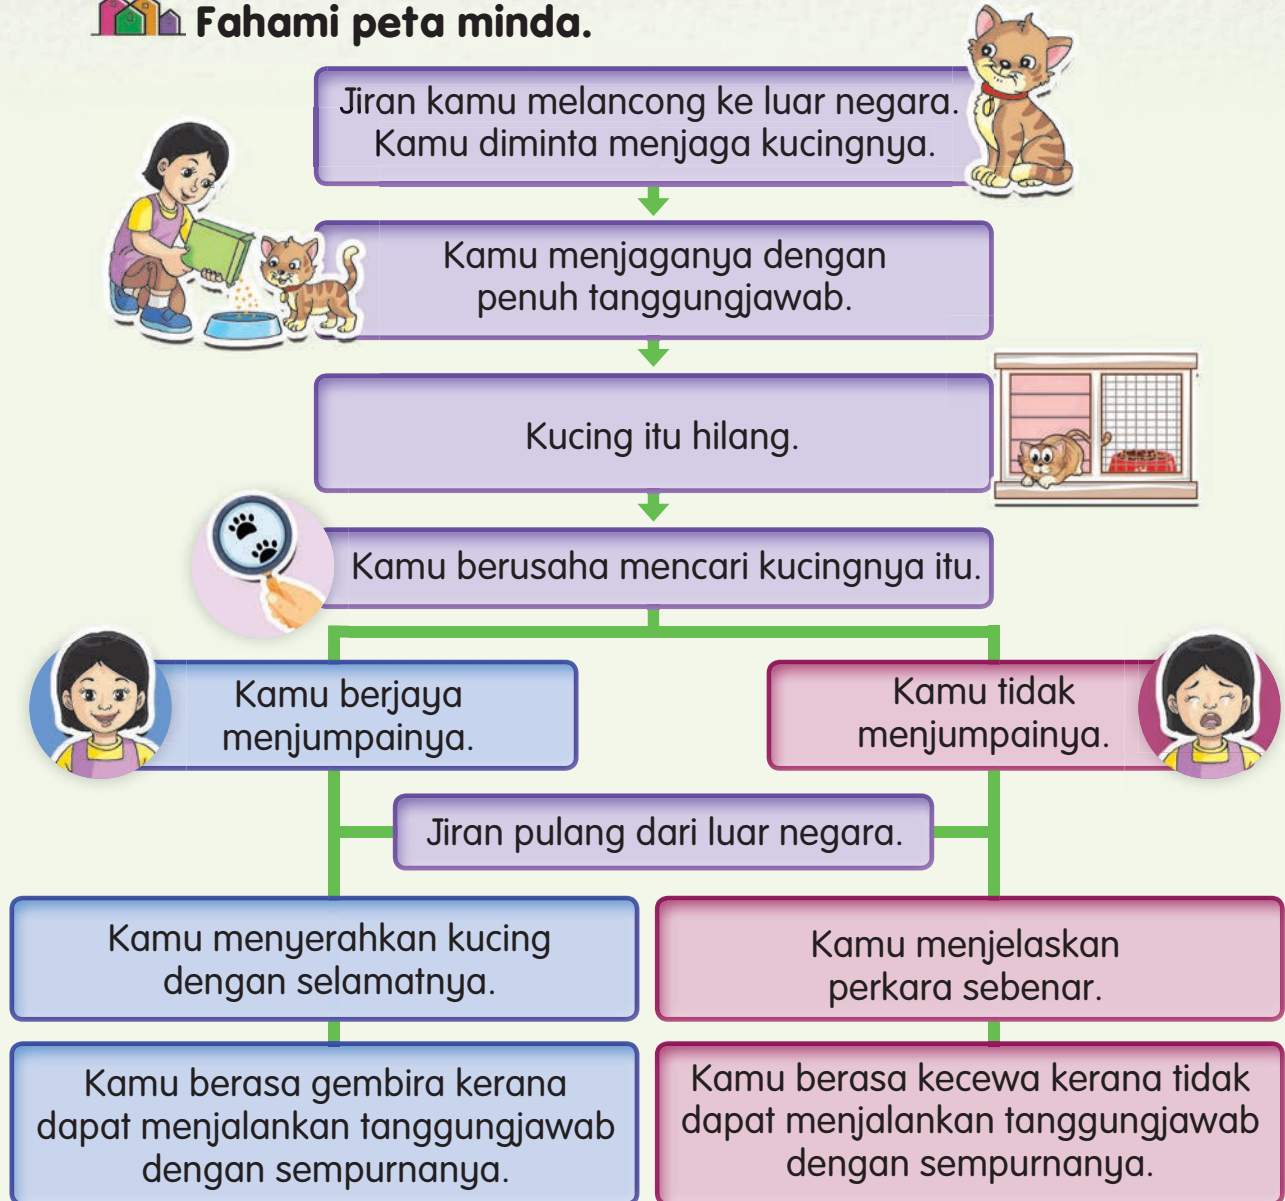 Fahami peta minda.
Jiran kamu melancong ke luar negara.
Kamu diminta menjaga kucingnya.
Kamu menjaganya dengan
penuh tanggungjawab.
Kucing itu hilang.
Kamu berusaha mencari kucingnya itu.
Kamu berjaya
menjumpainya.
Kamu tidak
menjumpainya.
Jiran pulang dari luar negara.
Kamu menyerahkan kucing
dengan selamatnya.
Kamu menjelaskan
perkara sebenar.
Kamu berasa gembira kerana
dapat menjalankan tanggungjawab
dengan sempurnanya.
Kamu berasa kecewa kerana tidak
dapat menjalankan tanggungjawab
dengan sempurnanya.